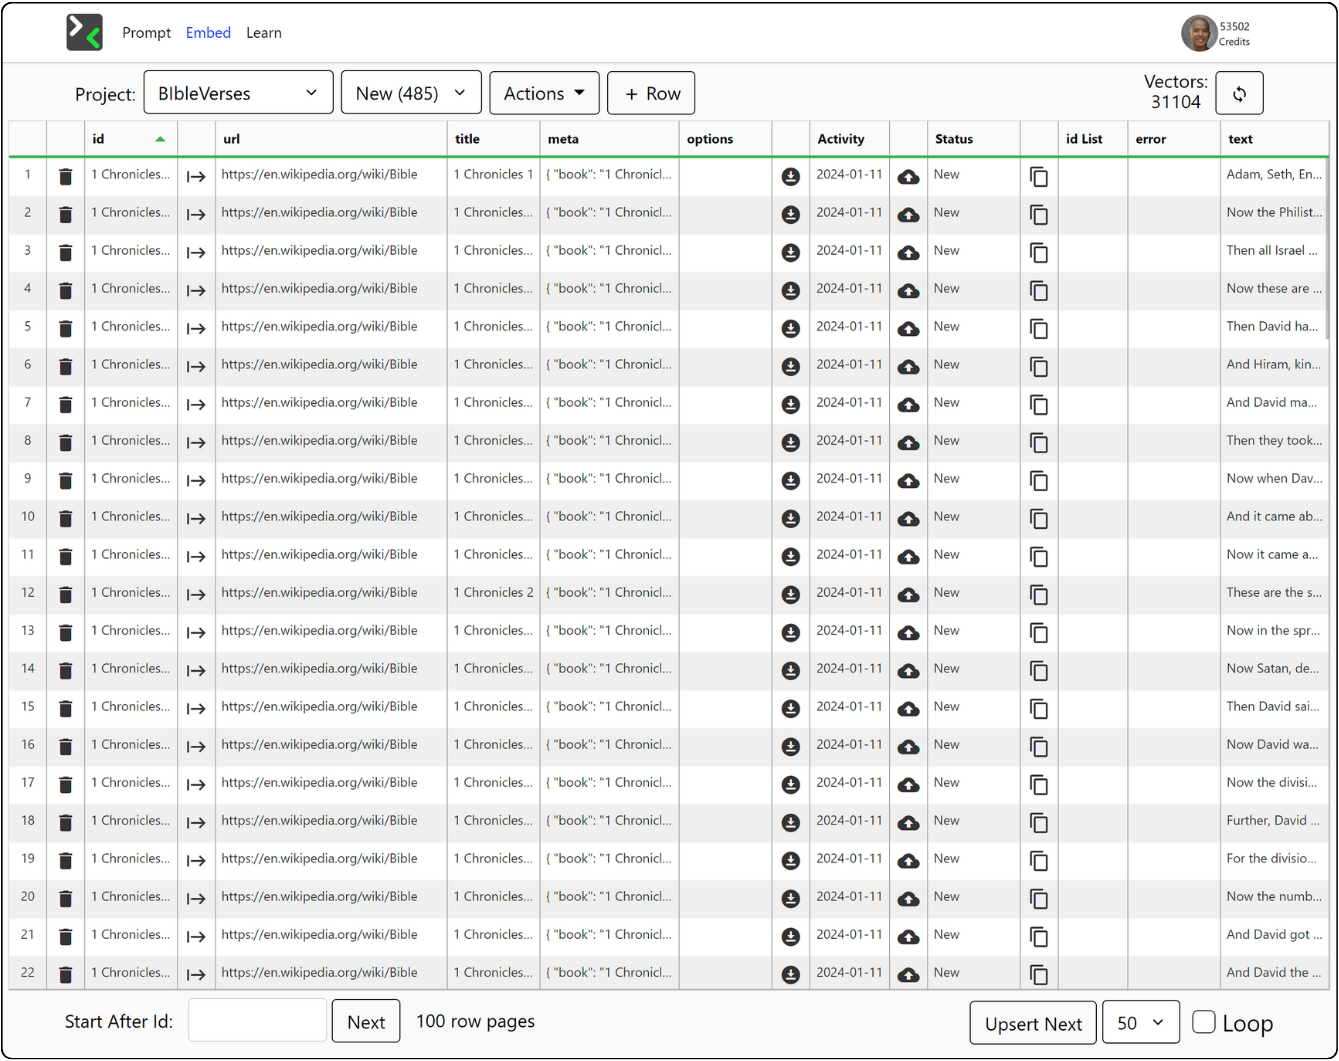 Prompt Embed Learn
53502
Credits
Project: BIbleVerses New (485) Actions + Row
Vectors:
31104
id url title meta options Activity Status id List error text
1 1 Chronicles... https://en.wikipedia.org/wiki/Bible 1 Chronicles 1 { "book": "1 Chronicl... 2024-01-11 New Adam, Seth, En...
2 1 Chronicles... https://en.wikipedia.org/wiki/Bible 1 Chronicles... { "book": "1 Chronicl... 2024-01-11 New Now the Philist...
3 1 Chronicles... https://en.wikipedia.org/wiki/Bible 1 Chronicles... { "book": "1 Chronicl... 2024-01-11 New Then all Israel ...
4 1 Chronicles... https://en.wikipedia.org/wiki/Bible 1 Chronicles... { "book": "1 Chronicl... 2024-01-11 New Now these are ...
5 1 Chronicles... https://en.wikipedia.org/wiki/Bible 1 Chronicles... { "book": "1 Chronicl... 2024-01-11 New Then David ha...
6 1 Chronicles... https://en.wikipedia.org/wiki/Bible 1 Chronicles... { "book": "1 Chronicl... 2024-01-11 New And Hiram, kin...
7 1 Chronicles... https://en.wikipedia.org/wiki/Bible 1 Chronicles... { "book": "1 Chronicl... 2024-01-11 New And David ma...
8 1 Chronicles... https://en.wikipedia.org/wiki/Bible 1 Chronicles... { "book": "1 Chronicl... 2024-01-11 New Then they took...
9 1 Chronicles... https://en.wikipedia.org/wiki/Bible 1 Chronicles... { "book": "1 Chronicl... 2024-01-11 New Now when Dav...
10 1 Chronicles... https://en.wikipedia.org/wiki/Bible 1 Chronicles... { "book": "1 Chronicl... 2024-01-11 New And it came ab...
11 1 Chronicles... https://en.wikipedia.org/wiki/Bible 1 Chronicles... { "book": "1 Chronicl... 2024-01-11 New Now it came a...
12 1 Chronicles... https://en.wikipedia.org/wiki/Bible 1 Chronicles 2 { "book": "1 Chronicl... 2024-01-11 New These are the s...
13 1 Chronicles... https://en.wikipedia.org/wiki/Bible 1 Chronicles... { "book": "1 Chronicl... 2024-01-11 New Now in the spr...
14 1 Chronicles... https://en.wikipedia.org/wiki/Bible 1 Chronicles... { "book": "1 Chronicl... 2024-01-11 New Now Satan, de...
15 1 Chronicles... https://en.wikipedia.org/wiki/Bible 1 Chronicles... { "book": "1 Chronicl... 2024-01-11 New Then David sai...
16 1 Chronicles... https://en.wikipedia.org/wiki/Bible 1 Chronicles... { "book": "1 Chronicl... 2024-01-11 New Now David wa...
17 1 Chronicles... https://en.wikipedia.org/wiki/Bible 1 Chronicles... { "book": "1 Chronicl... 2024-01-11 New Now the divisi...
18 1 Chronicles... https://en.wikipedia.org/wiki/Bible 1 Chronicles... { "book": "1 Chronicl... 2024-01-11 New Further, David ...
19 1 Chronicles... https://en.wikipedia.org/wiki/Bible 1 Chronicles... { "book": "1 Chronicl... 2024-01-11 New For the divisio...
20 1 Chronicles... https://en.wikipedia.org/wiki/Bible 1 Chronicles... { "book": "1 Chronicl... 2024-01-11 New Now the numb...
21 1 Chronicles... https://en.wikipedia.org/wiki/Bible 1 Chronicles... { "book": "1 Chronicl... 2024-01-11 New And David got ...
22 1 Chronicles... https://en.wikipedia.org/wiki/Bible 1 Chronicles... { "book": "1 Chronicl... 2024-01-11 New And David the ...
Start After Id: Next 100 row pages Upsert Next 50 Loop